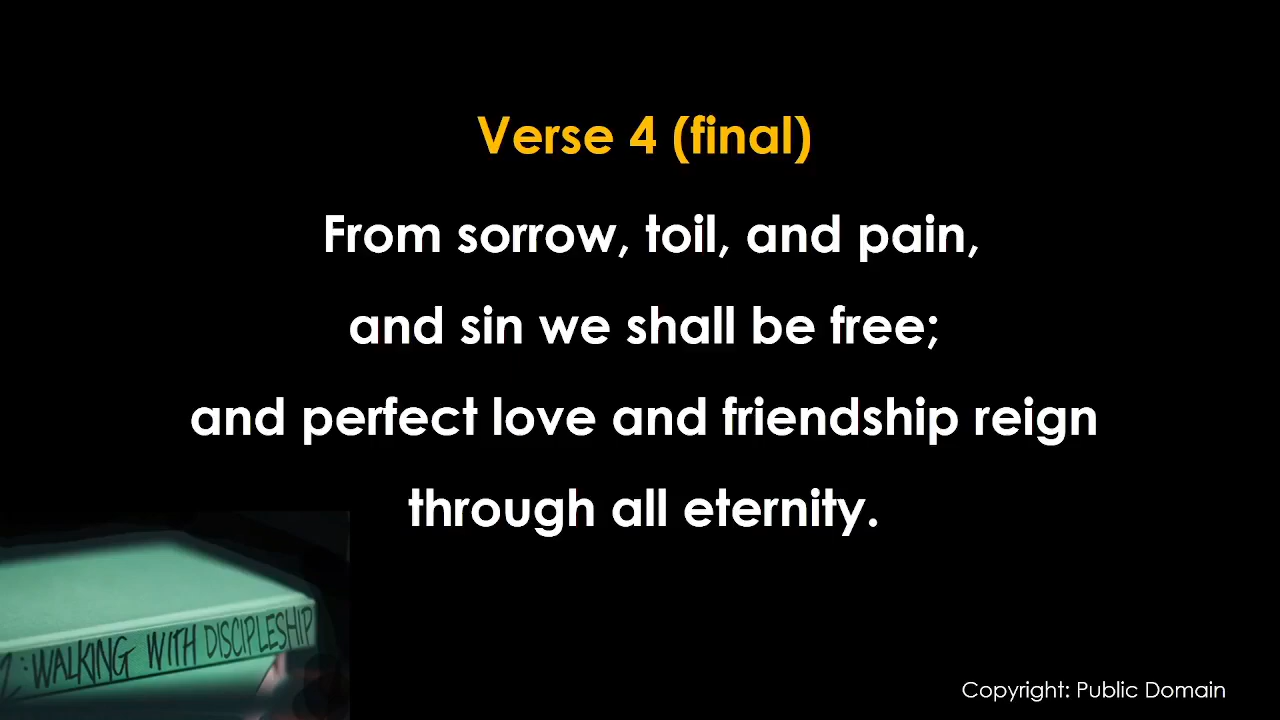 Verse 4 (final)
From sorrow, toil, and pain,
and sin we shall be free;
and perfect love and friendship reign
through all eternity.
2: WALKING WITH DISCIPLESHIP
Copyright: Public Domain